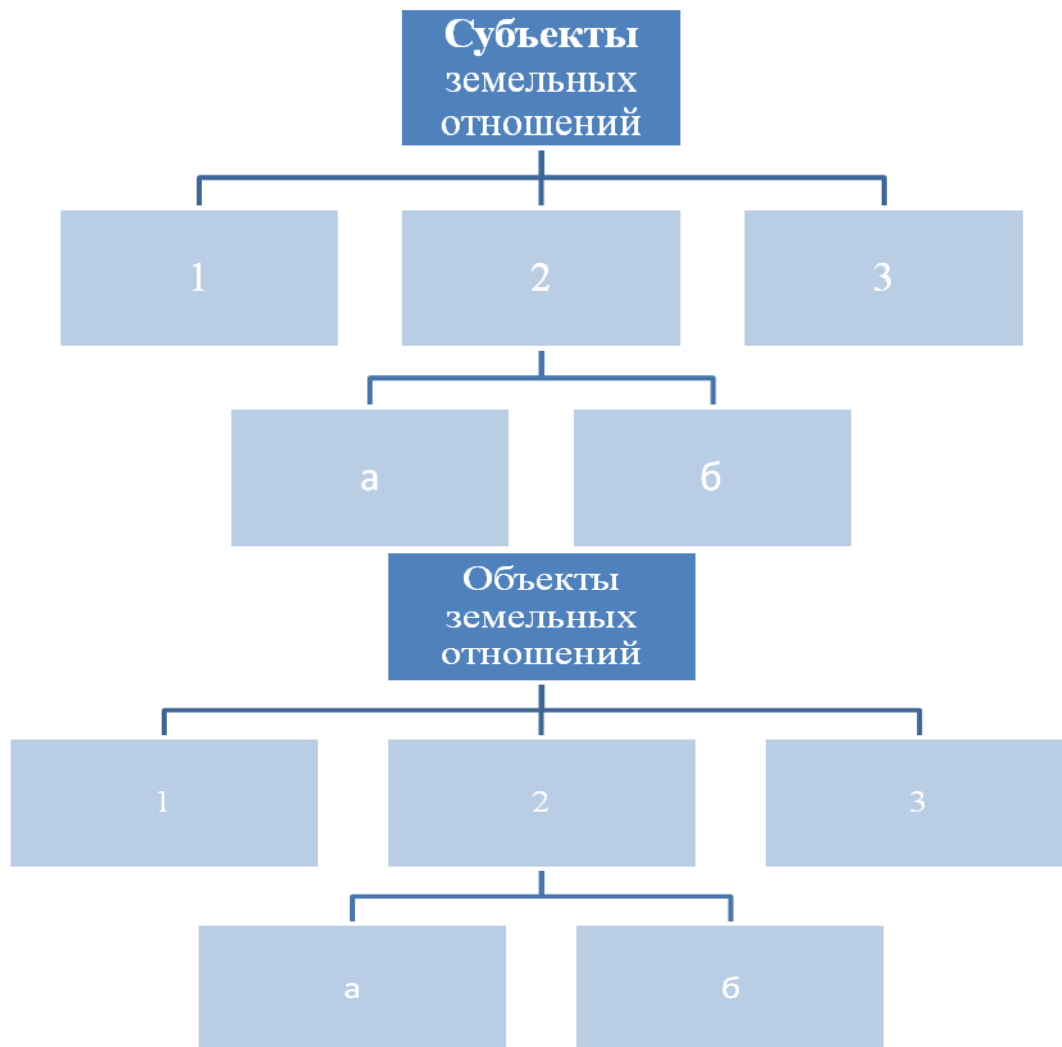 Субъекты
земельных
отношений
1
2
3
а
б
Объекты
земельных
отношений
1
2
3
а
б